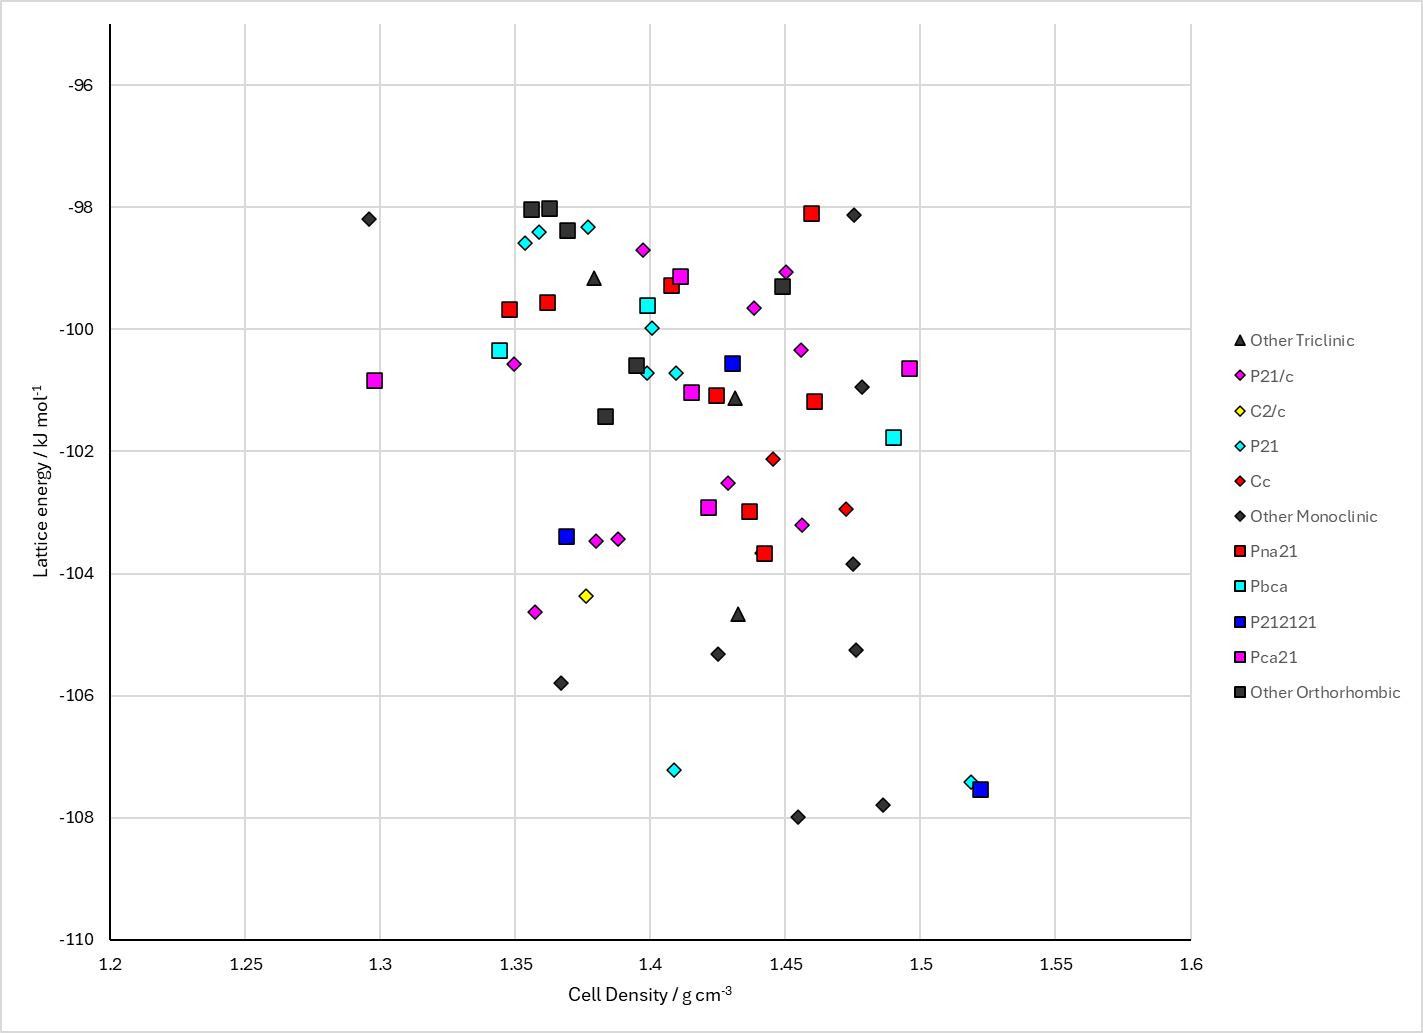 -96
-98
-100
-102
-104
-106
-108
-110
Lattice energy / kJ mol-1
1.2 1.25 1.3 1.35 1.4 1.45 1.5 1.55 1.6
Cell Density / g cm-3
Other Triclinic
P21/c
C2/c
P21
Cc
Other Monoclinic
Pna21
Pbca
P212121
Pca21
Other Orthorhombic